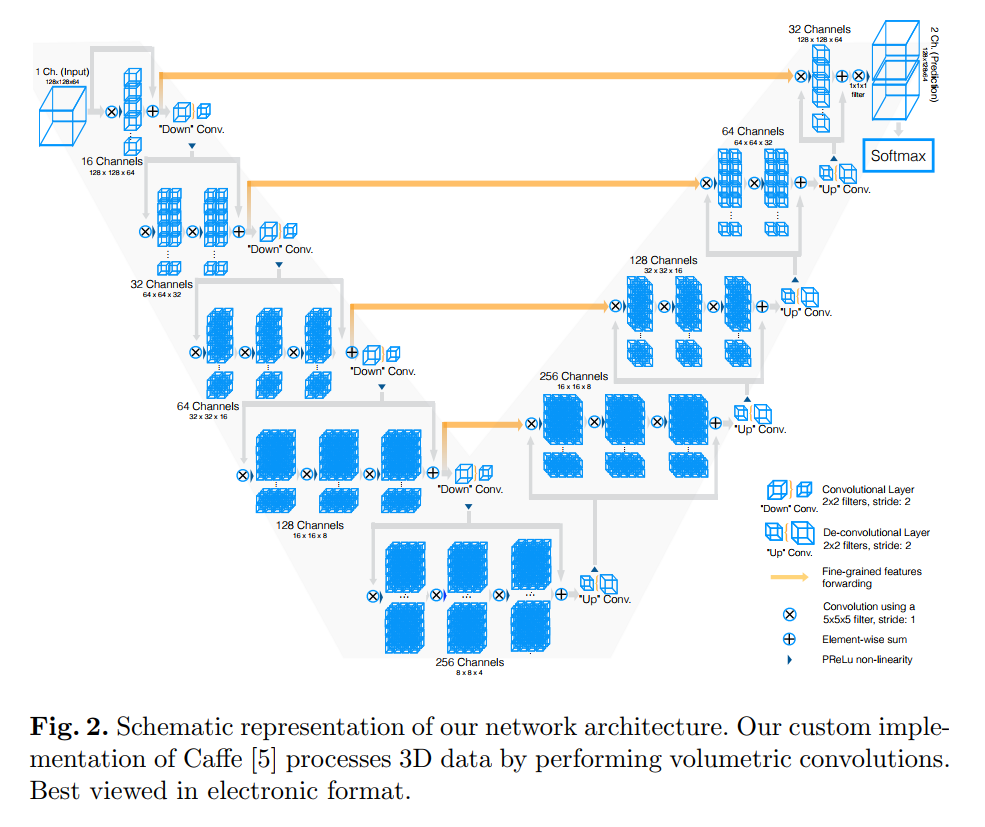 1 Ch. (Input)
128x128x64
"Down" Conv.
16 Channels
128 x 128 x 64
"Down" Conv.
32 Channels
64 x 64 x 32
"Down" Conv.
64 Channels
32 x 32 x 16
"Down" Conv.
128 Channels
16 x 16 x 8
256 Channels
8 x 8 x 4
"Up" Conv.
256 Channels
16 x 16 x 8
"Up" Conv.
128 Channels
32 x 32 x 16
"Up" Conv.
64 Channels
64 x 64 x 32
"Up" Conv.
32 Channels
128 x 128 x 64
1x1x1
filter
2 Ch. (Prediction)
128x128x64
Softmax
"Down" Conv.
Convolutional Layer
2x2 filters, stride: 2
"Up" Conv.
De-convolutional Layer
2x2 filters, stride: 2
Fine-grained features
forwarding
Convolution using a
5x5x5 filter, stride: 1
Element-wise sum
PReLu non-linearity
Fig. 2. Schematic representation of our network architecture. Our custom imple-
mentation of Caffe [5] processes 3D data by performing volumetric convolutions.
Best viewed in electronic format.